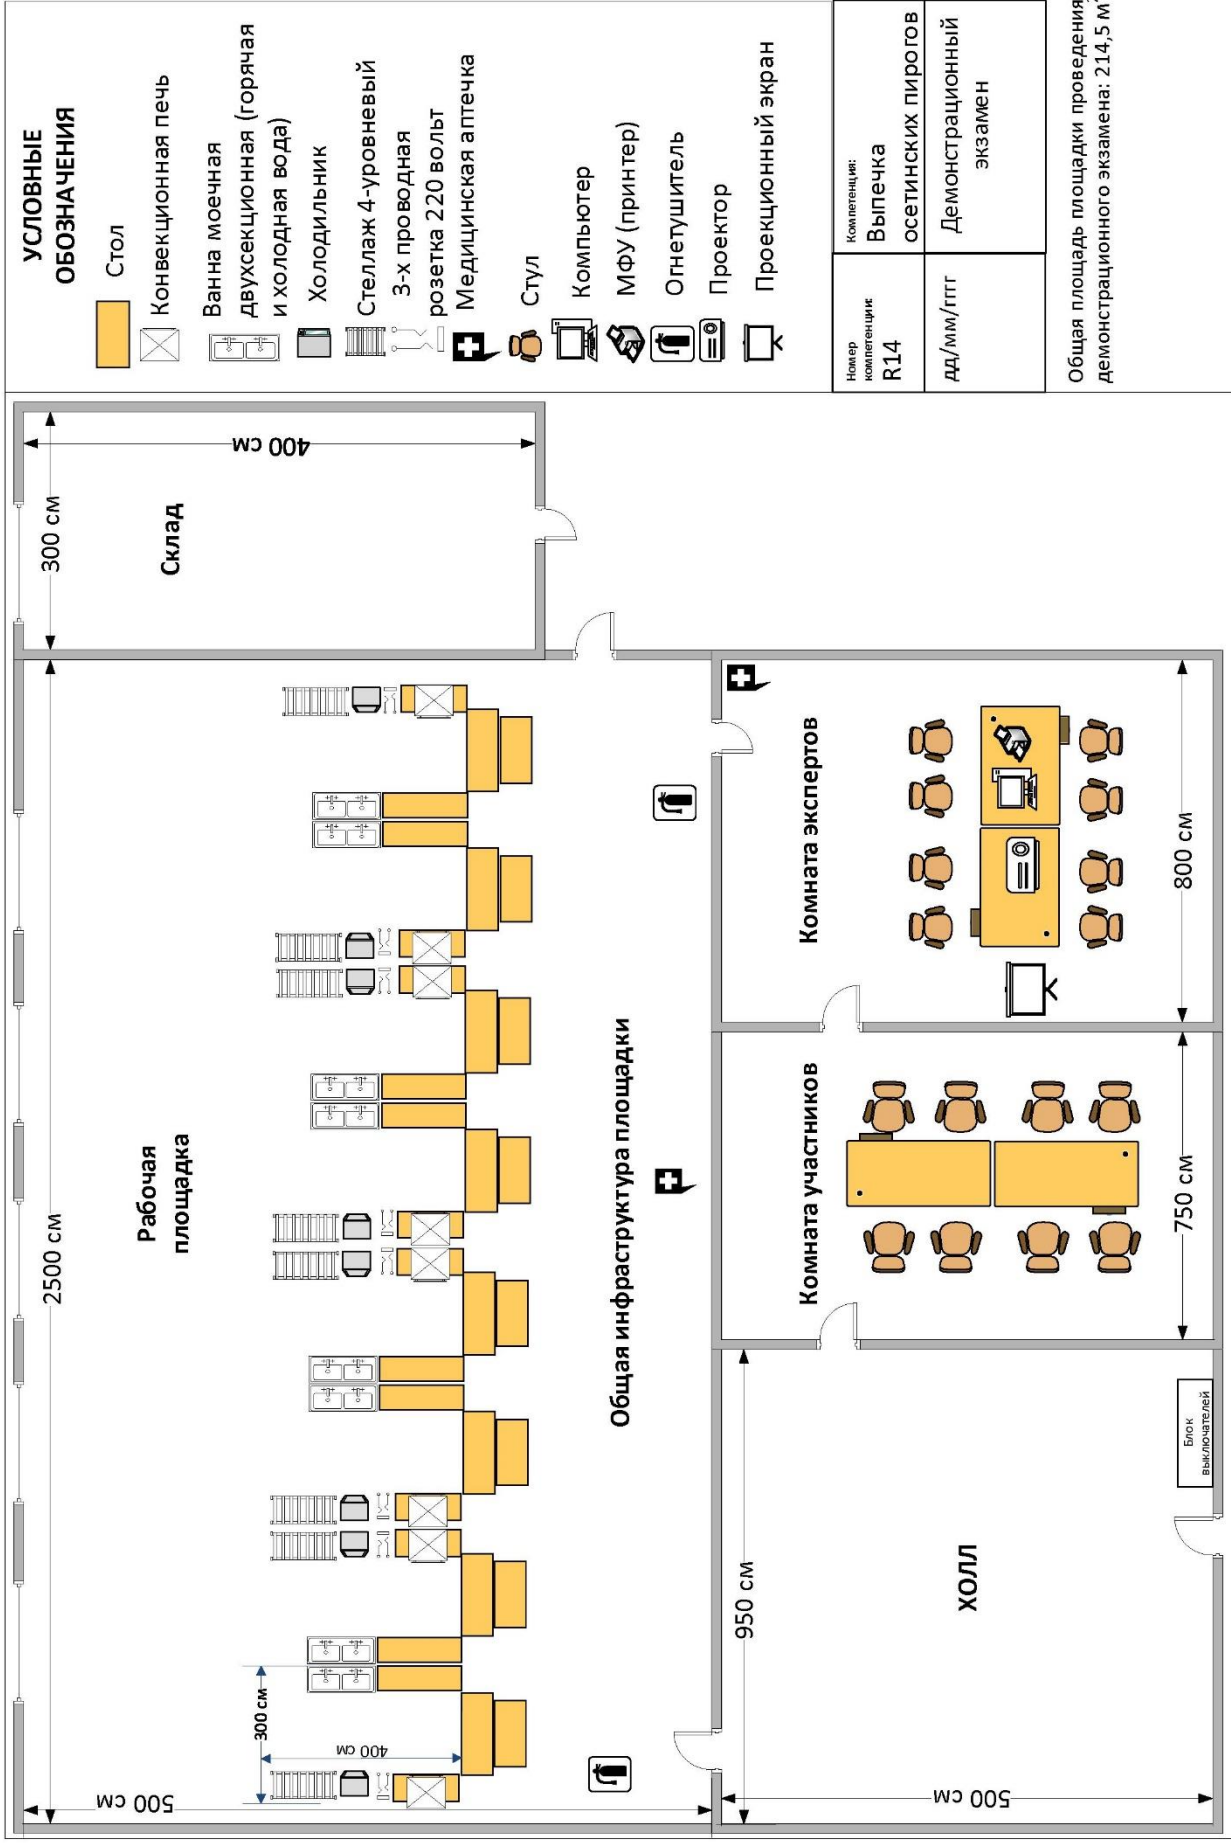 УСЛОВНЫЕ
ОБОЗНАЧЕНИЯ
Стол
Конвекционная печь
Ванна моечная
двухсекционная (горячая
и холодная вода)
Холодильник
Стеллаж 4-уровневый
3-х проводная
розетка 220 вольт
Медицинская аптечка
Стул
Компьютер
МФУ (принтер)
Огнетушитель
Проектор
Проекционный экран
Номер
компетенции:
R14
Компетенция:
Выпечка
осетинских пирогов
дд/мм/гггг
Демонстрационный
экзамен
Общая площадь площадки проведения
демонстрационного экзамена: 214,5 м²
500 см
2500 см
Рабочая
площадка
300 см
400 см
300 см
Склад
400 см
Общая инфраструктура площадки
500 см
950 см
ХОЛЛ
Блок
выключателей
Комната участников
750 см
Комната экспертов
800 см